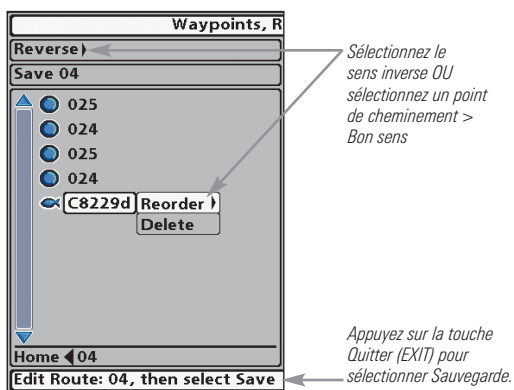 Waypoints, R
Reverse
Save 04
025
024
025
024
C8229d Reorder
Delete
Home 04
Edit Route: 04, then select Save
Sélectionnez le
sens inverse OU
sélectionnez un point
de cheminement >
Bon sens
Appuyez sur la touche
Quitter (EXIT) pour
sélectionner Sauvegarde.